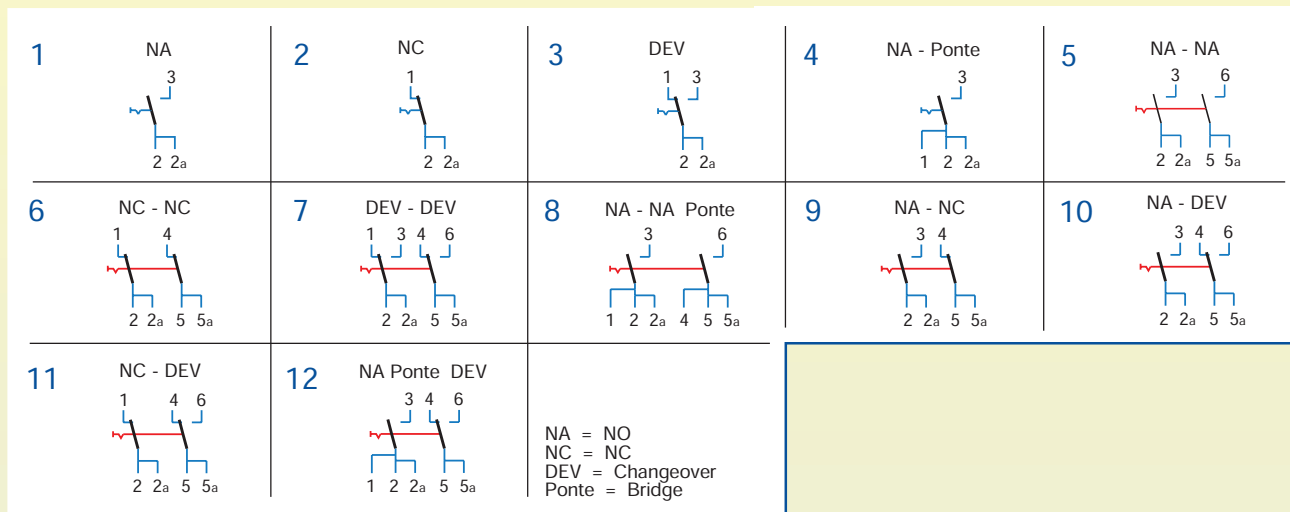 1
NA
3
2 2a
2
NC
1
2 2a
3
DEV
1 3
2 2a
4
NA - Ponte
3
1 2 2a
5
NA - NA
3 6
2 2a 5 5a
6
NC - NC
1 4
2 2a 5 5a
7
DEV - DEV
1 3 4 6
2 2a 5 5a
8
NA - NA Ponte
3 6
1 2 2a 4 5 5a
9
NA - NC
3 4
2 2a 5 5a
10
NA - DEV
3 4 6
2 2a 5 5a
11
NC - DEV
1 4 6
2 2a 5 5a
12
NA Ponte DEV
3 4 6
1 2 2a 5 5a
NA = NO
NC = NC
DEV = Changeover
Ponte = Bridge